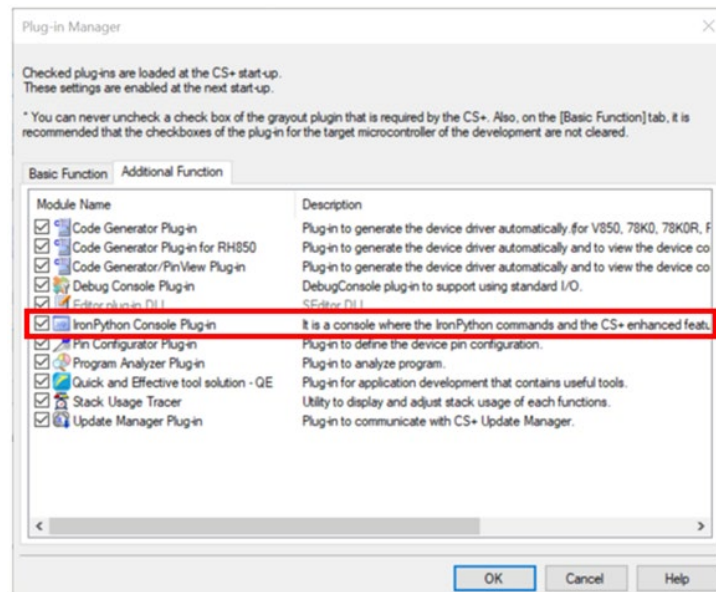 Plug-in Manager
Checked plug-ins are loaded at the CS+ start-up.
These settings are enabled at the next start-up.
* You can never uncheck a check box of the grayout plugin that is required by the CS+. Also, on the [Basic Function] tab, it is
recommended that the checkboxes of the plug-in for the target microcontroller of the development are not cleared.
Basic Function Additional Function
Module Name Description
Code Generator Plug-in Plug-in to generate the device driver automatically.(for V850, 78K0, 78K0R, F
Code Generator Plug-in for RH850 Plug-in to generate the device driver automatically and to view the device co
Code Generator/PinView Plug-in Plug-in to generate the device driver automatically and to view the device co
Debug Console Plug-in DebugConsole plug-in to support using standard I/O.
Editor plug-in DLL SEditor DLL
IronPython Console Plug-in It is a console where the IronPython commands and the CS+ enhanced featu
Pin Configurator Plug-in Plug-in to define the device pin configuration.
Program Analyzer Plug-in Plug-in to analyze program.
Quick and Effective tool solution - QE Plug-in for application development that contains useful tools.
Stack Usage Tracer Utility to display and adjust stack usage of each functions.
Update Manager Plug-in Plug-in to communicate with CS+ Update Manager.
OK Cancel Help